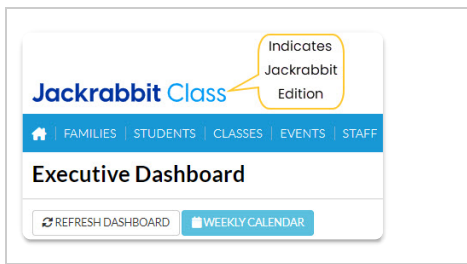 Indicates
Jackrabbit
Edition
Jackrabbit Class
FAMILIES | STUDENTS | CLASSES | EVENTS | STAFF
Executive Dashboard
REFRESH DASHBOARD WEEKLY CALENDAR